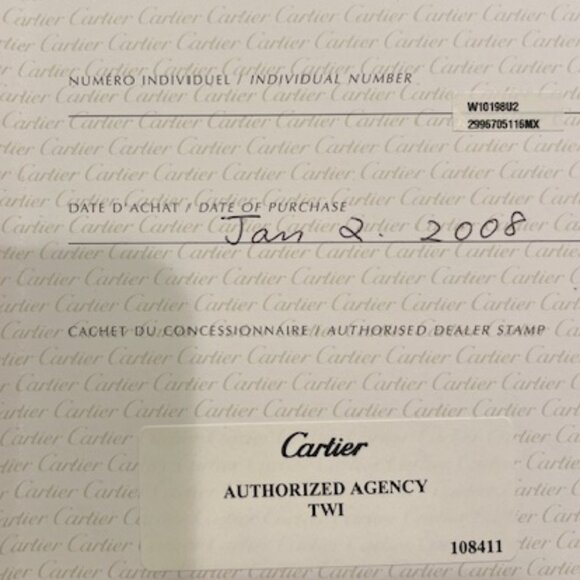 NUMÉRO INDIVIDUEL / INDIVIDUAL NUMBER
W10198U2
2996705116MX
DATE D'ACHAT / DATE OF PURCHASE
Jan 2. 2008
CACHET DU CONCESSIONNAIRE / AUTHORISED DEALER STAMP
Cartier
AUTHORIZED AGENCY
TWI
108411